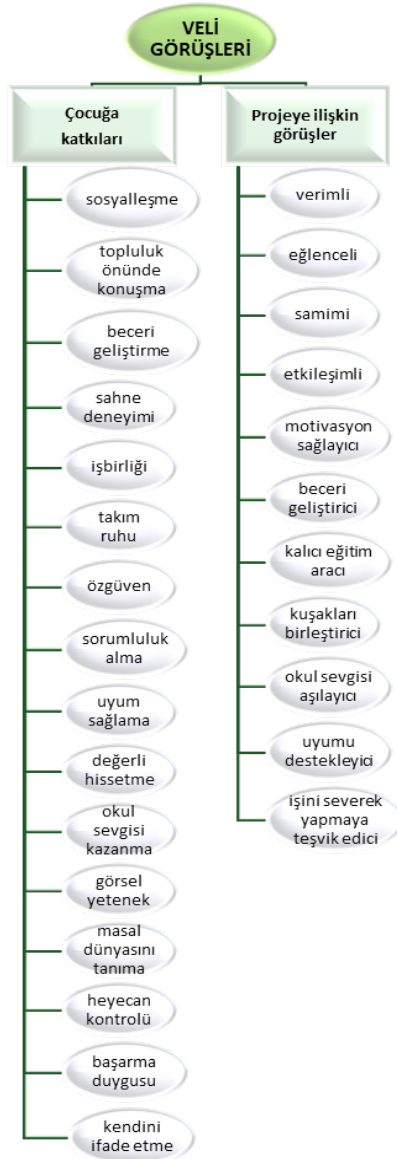 VELİ
GÖRÜŞLERİ
Çocuğa
katkıları
sosyalleşme
topluluk
önünde
konuşma
beceri
geliştirme
sahne
deneyimi
işbirliği
takım
ruhu
özgüven
sorumluluk
alma
uyum
sağlama
değerli
hissetme
okul
sevgisi
kazanma
görsel
yetenek
masal
dünyasını
tanıma
heyecan
kontrolü
başarma
duygusu
kendini
ifade etme
Projeye ilişkin
görüşler
verimli
eğlenceli
samimi
etkileşimli
motivasyon
sağlayıcı
beceri
geliştirici
kalıcı eğitim
aracı
kuşakları
birleştirici
okul sevgisi
aşılayıcı
uyumu
destekleyici
işini severek
yapmaya
teşvik edici